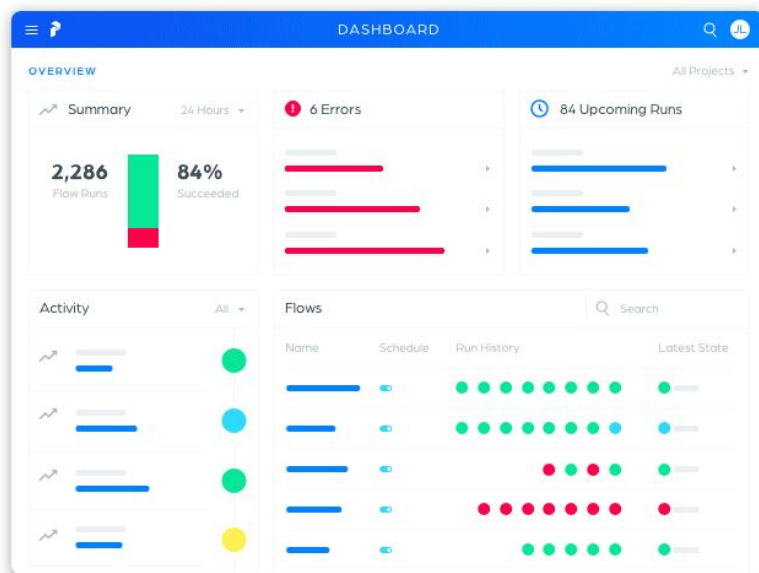 DASHBOARD
JL
OVERVIEW
All Projects
Summary
24 Hours
2,286
Flow Runs
84%
Succeeded
6 Errors
84 Upcoming Runs
Activity
All
Flows
Search
Name Schedule Run History Latest State